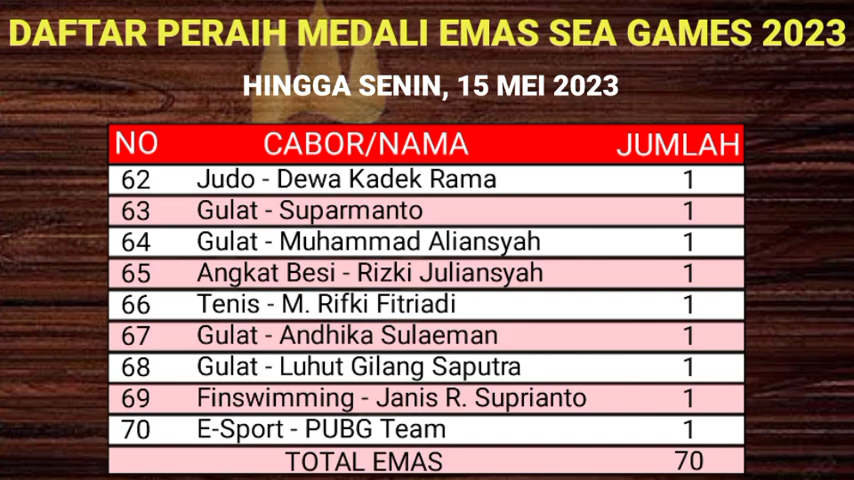 DAFTAR PERAIH MEDALI EMAS SEA GAMES 2023
HINGGA SENIN, 15 MEI 2023
NO CABOR/NAMA JUMLAH
62 Judo - Dewa Kadek Rama 1
63 Gulat - Suparmanto 1
64 Gulat - Muhammad Aliansyah 1
65 Angkat Besi - Rizki Juliansyah 1
66 Tenis - M. Rifki Fitriadi 1
67 Gulat - Andhika Sulaeman 1
68 Gulat - Luhut Gilang Saputra 1
69 Finswimming - Janis R. Suprianto 1
70 E-Sport - PUBG Team 1
TOTAL EMAS 70